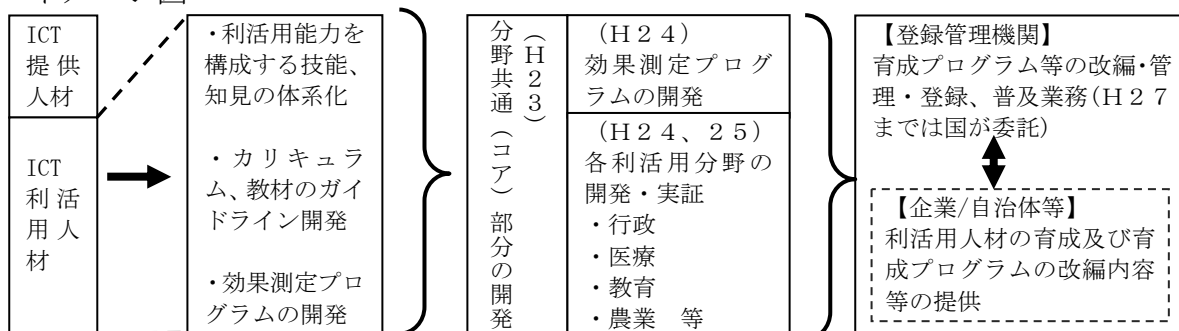 ICT
提供
人材
ICT
利活
用人
材
・利活用能力を
構成する技能、
知見の体系化
・カリキュラ
ム、教材のガイ
ドライン開発
・効果測定プロ
グラムの開発
(H23)
分野共通(コア)部分の開発
(H24)
効果測定プログ
ラムの開発
(H24、25)
各利活用分野の
開発・実証
・行政
・医療
・教育
・農業 等
【登録管理機関】
育成プログラム等の改編・管
理・登録、普及業務(H27
までは国が委託)
【企業/自治体等】
利活用人材の育成及び育
成プログラムの改編内容
等の提供